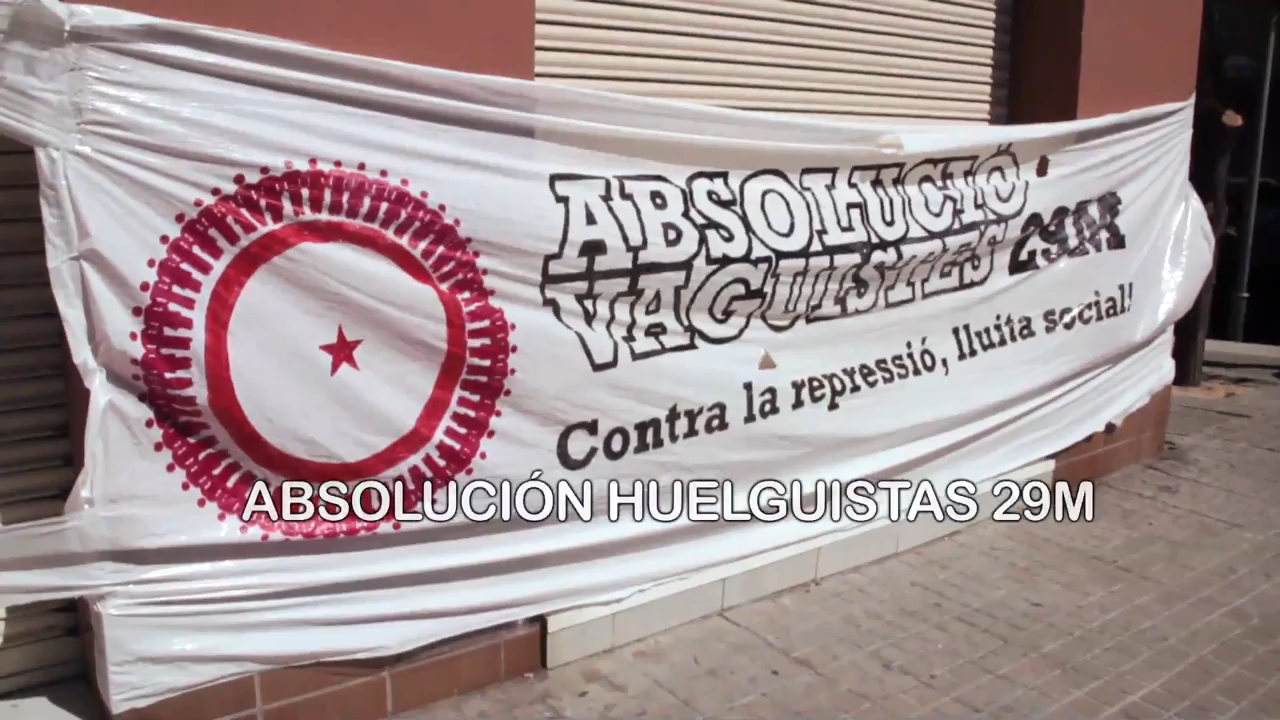 ABSOLUCIÓ
VAGUISTES 29M
Contra la repressió, lluita social!
ABSOLUCIÓN HUELGUISTAS 29M